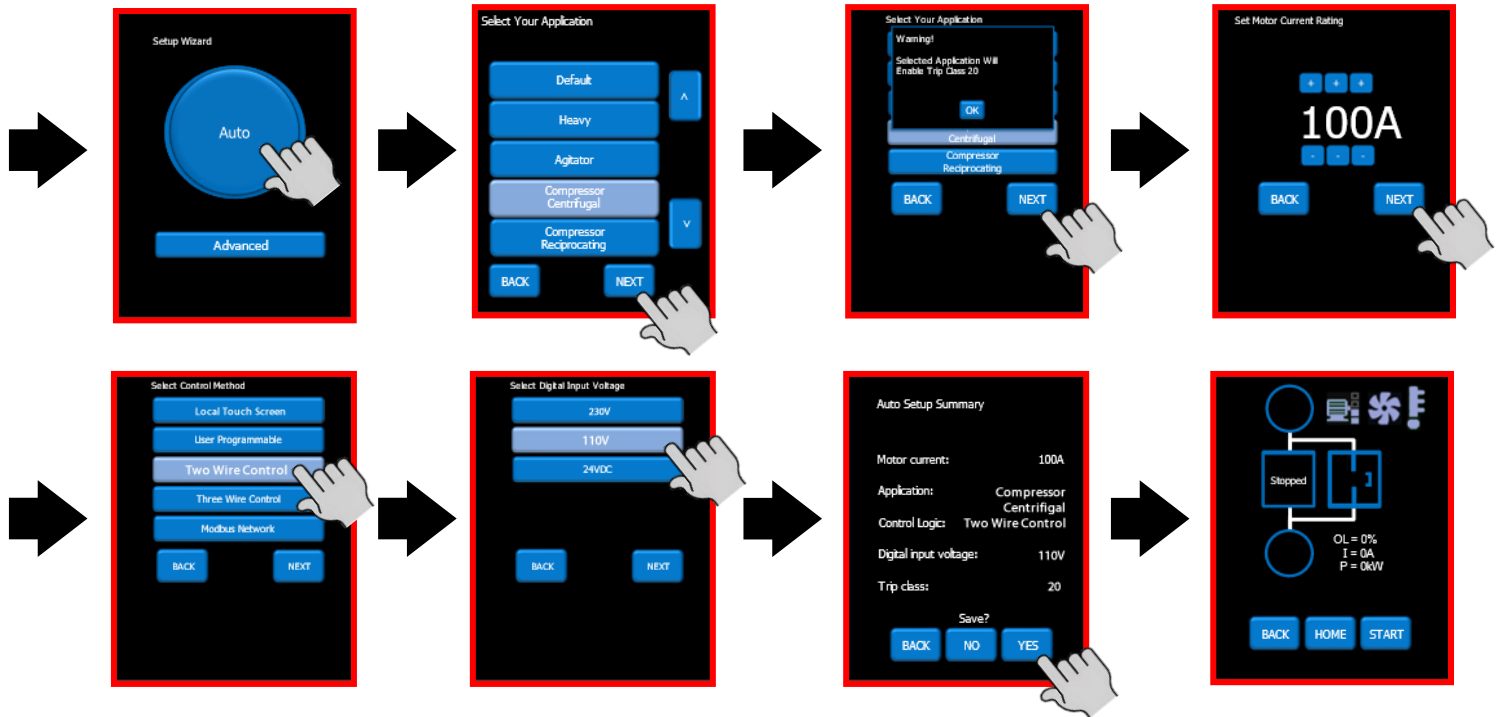 Setup Wizard
Auto
Advanced
Select Your Application
Default
^
Heavy
Agitator
Compressor
Centrifugal
v
Compressor
Reciprocating
BACK NEXT
Select Your Application
Warning!
Selected Application Will
Enable Trip Class 20
OK
Centrifugal
Compressor
Reciprocating
BACK NEXT
Set Motor Current Rating
+ + +
100A
- - -
BACK NEXT
Select Control Method
Local Touch Screen
User Programmable
Two Wire Control
Three Wire Control
Modbus Network
BACK NEXT
Select Digital Input Voltage
230V
110V
24VDC
BACK NEXT
Auto Setup Summary
Motor current: 100A
Application: Compressor
Centrifigal
Control Logic: Two Wire Control
Digital input voltage: 110V
Trip class: 20
Save?
BACK NO YES
Stopped
OL = 0%
I = 0A
P = 0kW
BACK HOME START